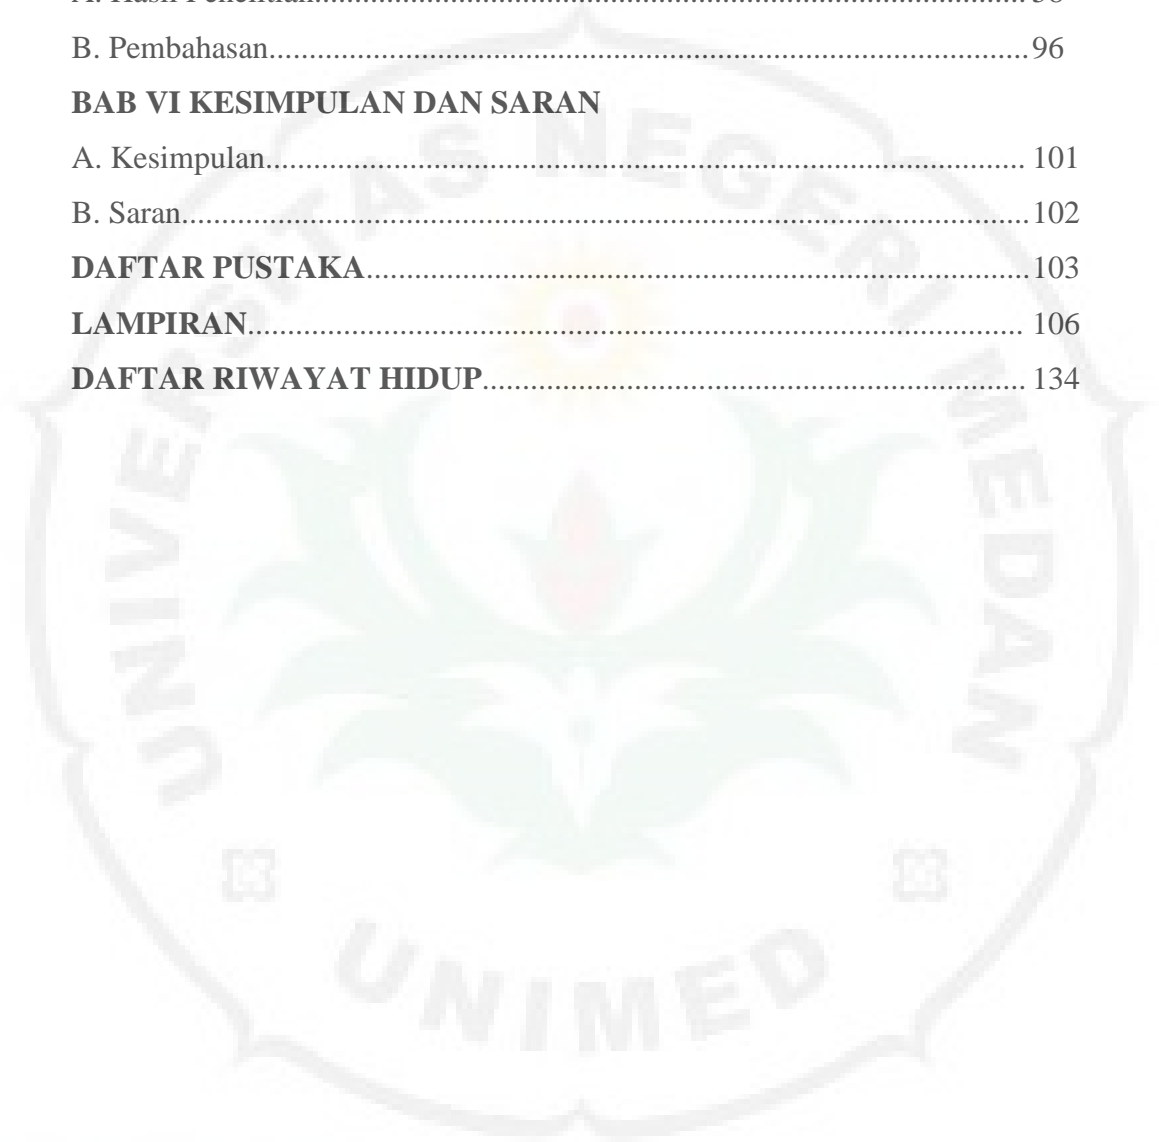 B. Pembahasan................................................................................................96
BAB VI KESIMPULAN DAN SARAN
A. Kesimpulan................................................................................................ 101
B. Saran...........................................................................................................102
DAFTAR PUSTAKA....................................................................................103
LAMPIRAN.................................................................................................. 106
DAFTAR RIWAYAT HIDUP..................................................................... 134
UNIVERSITAS NEGERI MEDAN
UNIMED